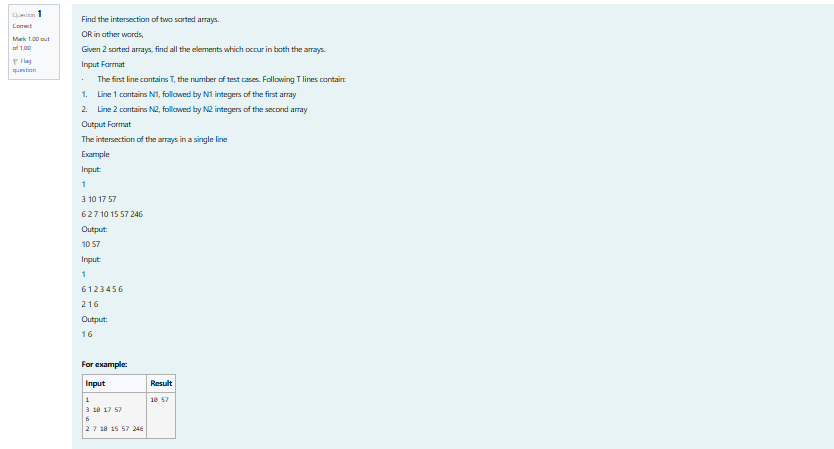 Question 1
Correct
Mark 1.00 out
of 1.00
Flag
question
Find the intersection of two sorted arrays.
OR in other words,
Given 2 sorted arrays, find all the elements which occur in both the arrays.
Input Format
· The first line contains T, the number of test cases. Following T lines contain:
1. Line 1 contains N1, followed by N1 integers of the first array
2. Line 2 contains N2, followed by N2 integers of the second array
Output Format
The intersection of the arrays in a single line
Example
Input:
1
3 10 17 57
6 2 7 10 15 57 246
Output:
10 57
Input:
1
6 1 2 3 4 5 6
2 1 6
Output:
1 6
For example:
Input Result
1 10 57
3 10 17 57
6
2 7 10 15 57 246